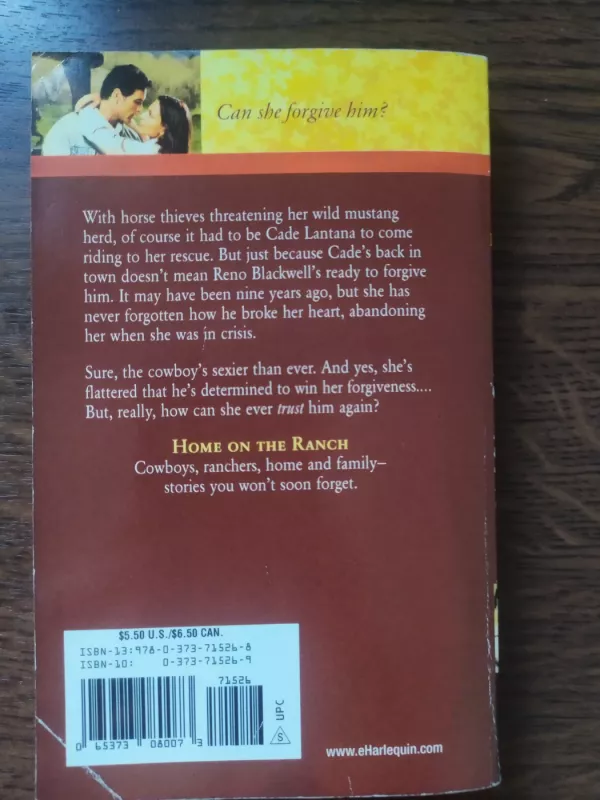 Can she forgive him?
With horse thieves threatening her wild mustang
herd, of course it had to be Cade Lantana to come
riding to her rescue. But just because Cade's back in
town doesn't mean Reno Blackwell's ready to forgive
him. It may have been nine years ago, but she has
never forgotten how he broke her heart, abandoning
her when she was in crisis.
Sure, the cowboy's sexier than ever. And yes, she's
flattered that he's determined to win her forgiveness....
But, really, how can she ever trust him again?
HOME ON THE RANCH
Cowboys, ranchers, home and family–
stories you won't soon forget.
$5.50 U.S./$6.50 CAN.
ISBN-13:978-0-373-71526-8
ISBN-10: 0-373-71526-9
71526
0 65373 08007 3
S UPC
www.eHarlequin.com